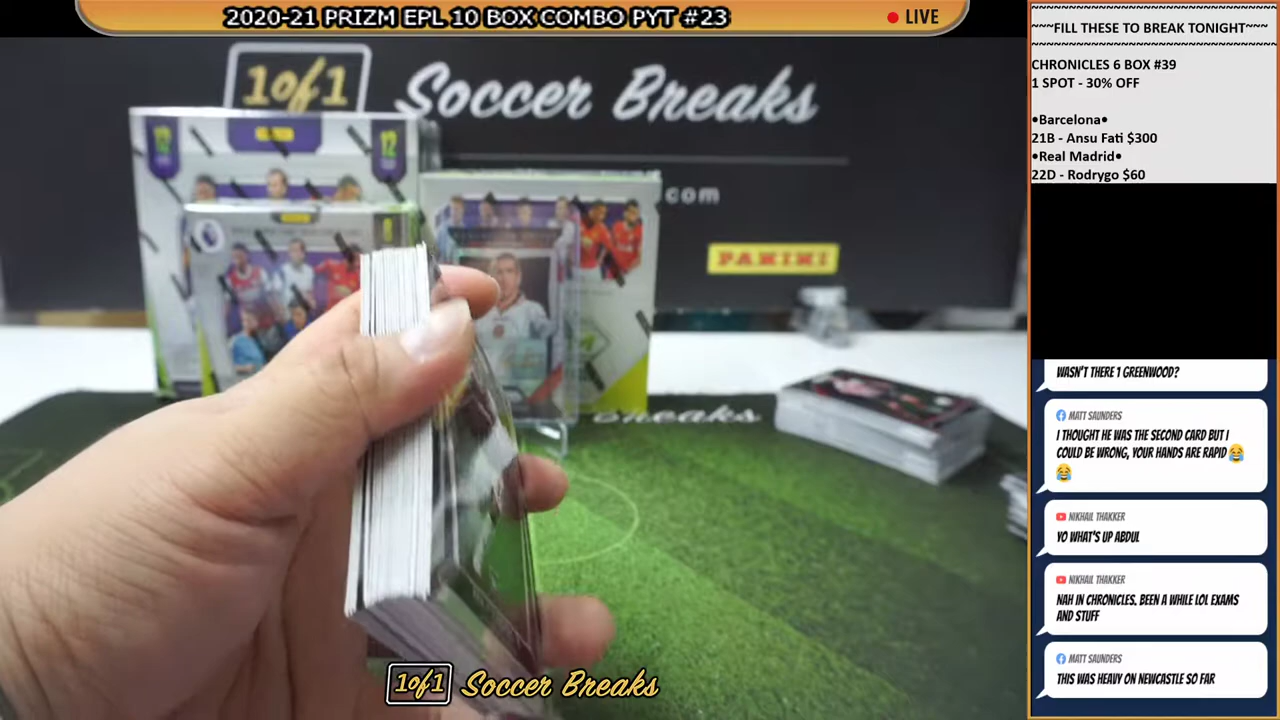 2020-21 PRIZM EPL 10 BOX COMBO PYT #23
LIVE
~~~FILL THESE TO BREAK TONIGHT~~~
CHRONICLES 6 BOX #39
1 SPOT - 30% OFF
•Barcelona•
21B - Ansu Fati $300
•Real Madrid•
22D - Rodrygo $60
1of1 Soccer Breaks
.com
PANINI
12
12
8
Breaks
WASN'T THERE 1 GREENWOOD?
MATT SAUNDERS
I THOUGHT HE WAS THE SECOND CARD BUT I
COULD BE WRONG, YOUR HANDS ARE RAPID 😂
😂
NIKHAIL THAKKER
YO WHAT'S UP ABDUL
NIKHAIL THAKKER
NAH IN CHRONICLES. BEEN A WHILE LOL EXAMS
AND STUFF
MATT SAUNDERS
THIS WAS HEAVY ON NEWCASTLE SO FAR
1of1 Soccer Breaks